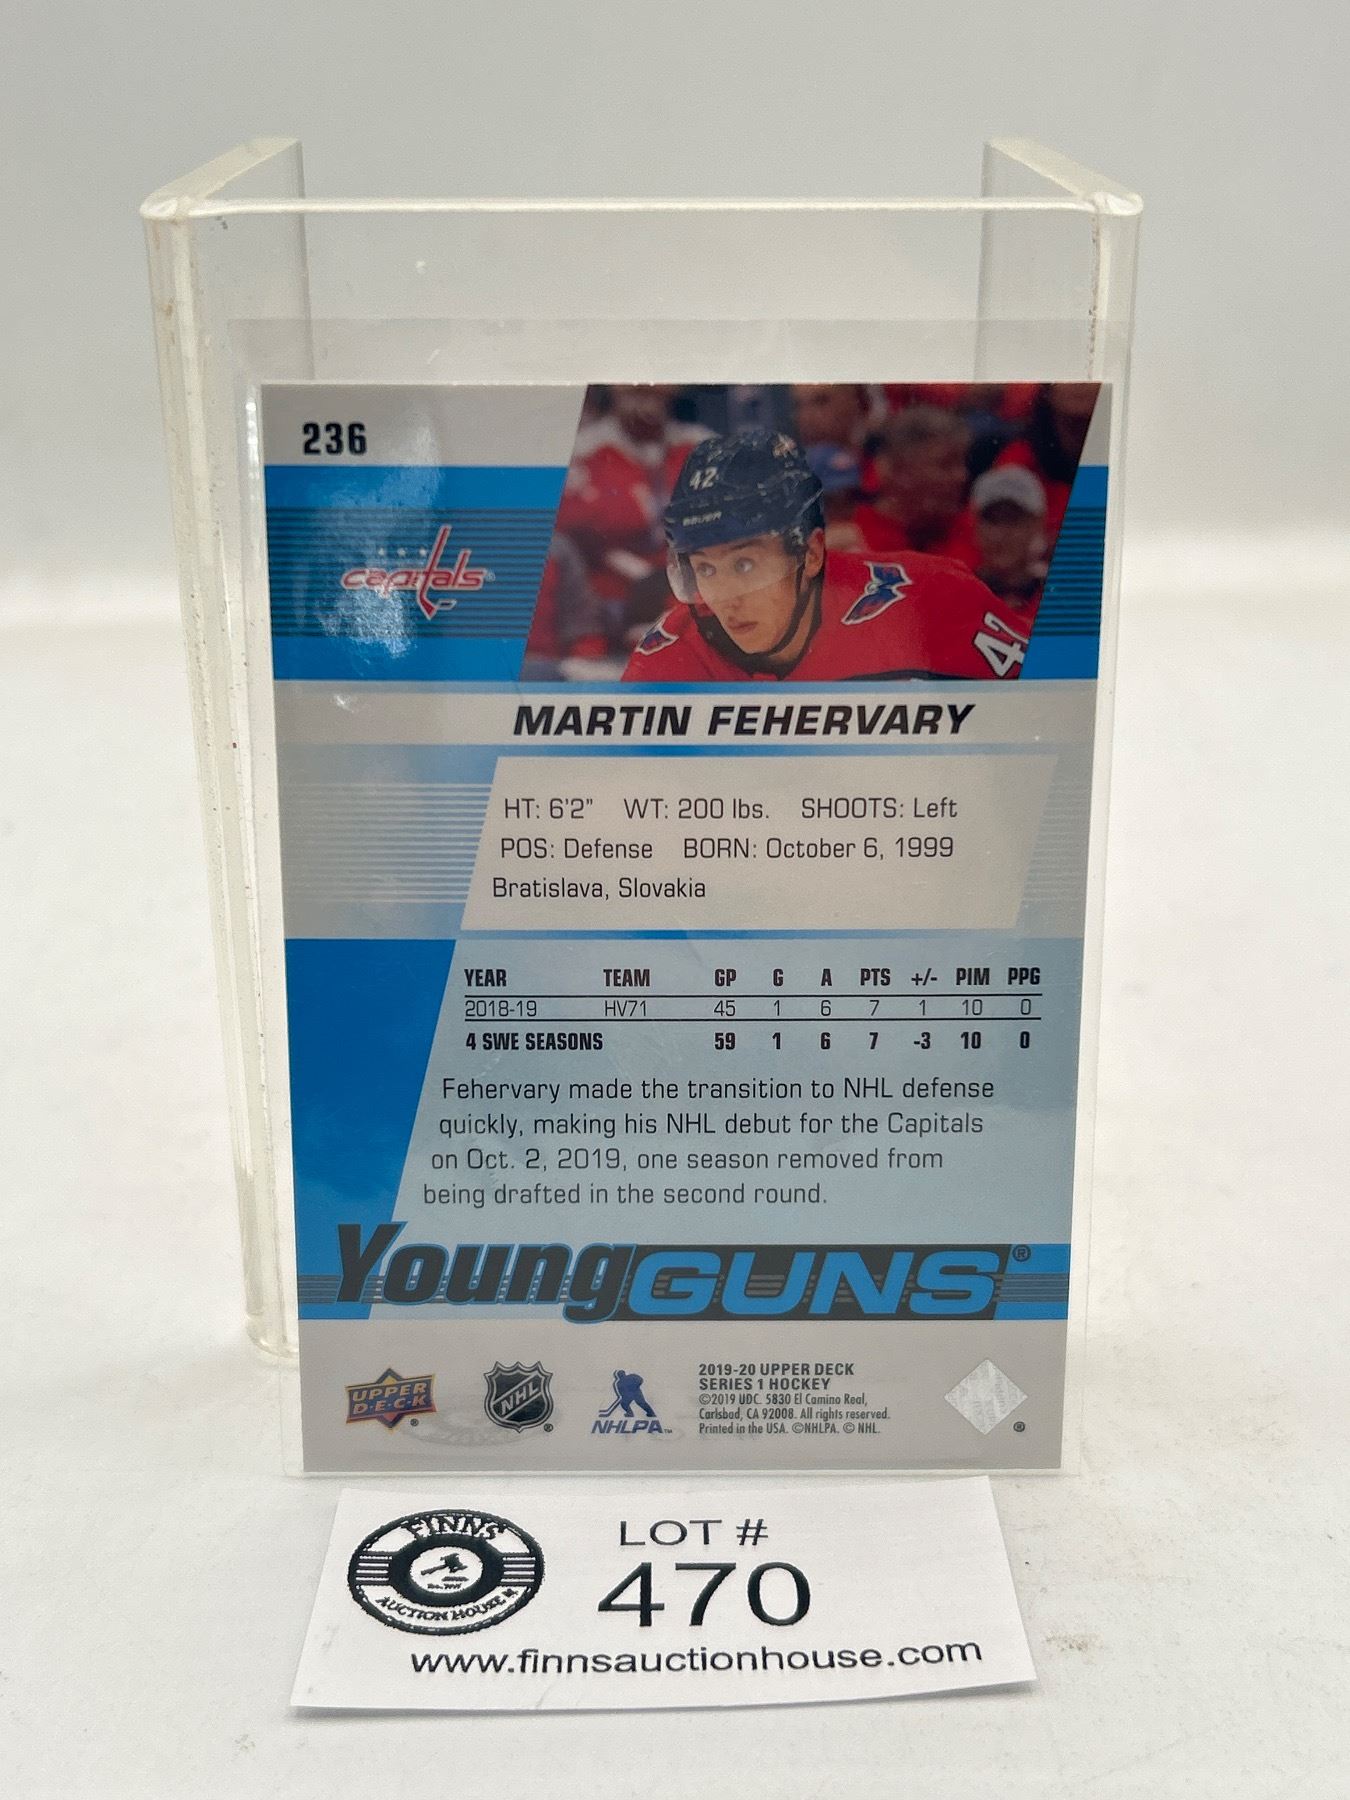 236
42
BAUER
capitals
42
MARTIN FEHERVARY
HT: 6'2" WT: 200 lbs. SHOOTS: Left
POS: Defense BORN: October 6, 1999
Bratislava, Slovakia
YEAR TEAM GP G A PTS +/- PIM PPG
2018-19 HV71 45 1 6 7 1 10 0
4 SWE SEASONS 59 1 6 7 -3 10 0
Fehervary made the transition to NHL defense
quickly, making his NHL debut for the Capitals
on Oct. 2, 2019, one season removed from
being drafted in the second round.
Young GUNS®
UPPER
D·E·C·K
®
NHL
®
NHLPA™
2019-20 UPPER DECK
SERIES 1 HOCKEY
©2019 UDC. 5830 El Camino Real,
Carlsbad, CA 92008. All rights reserved.
Printed in the USA. ©NHLPA. © NHL.
®
FINNS
AUCTION HOUSE
LOT #
470
www.finnsauctionhouse.com